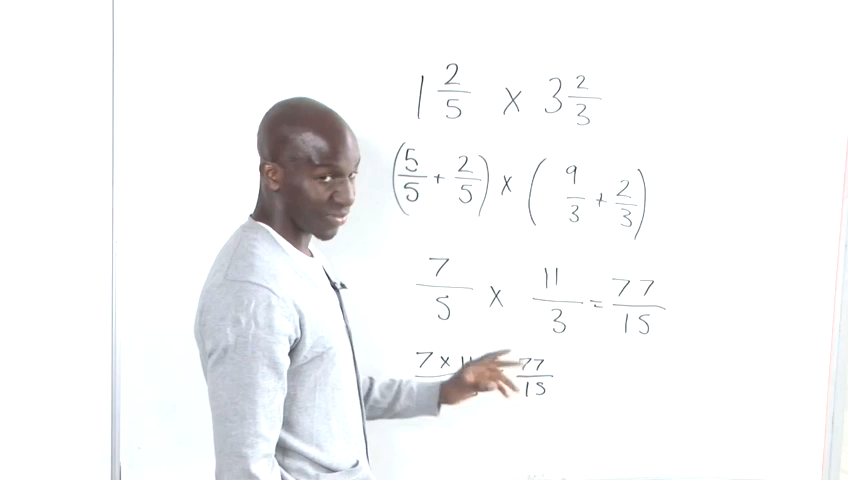 1 2/5 x 3 2/3
(5/5 + 2/5) x (9/3 + 2/3)
7/5 x 11/3 = 77/15
7 x 77/15